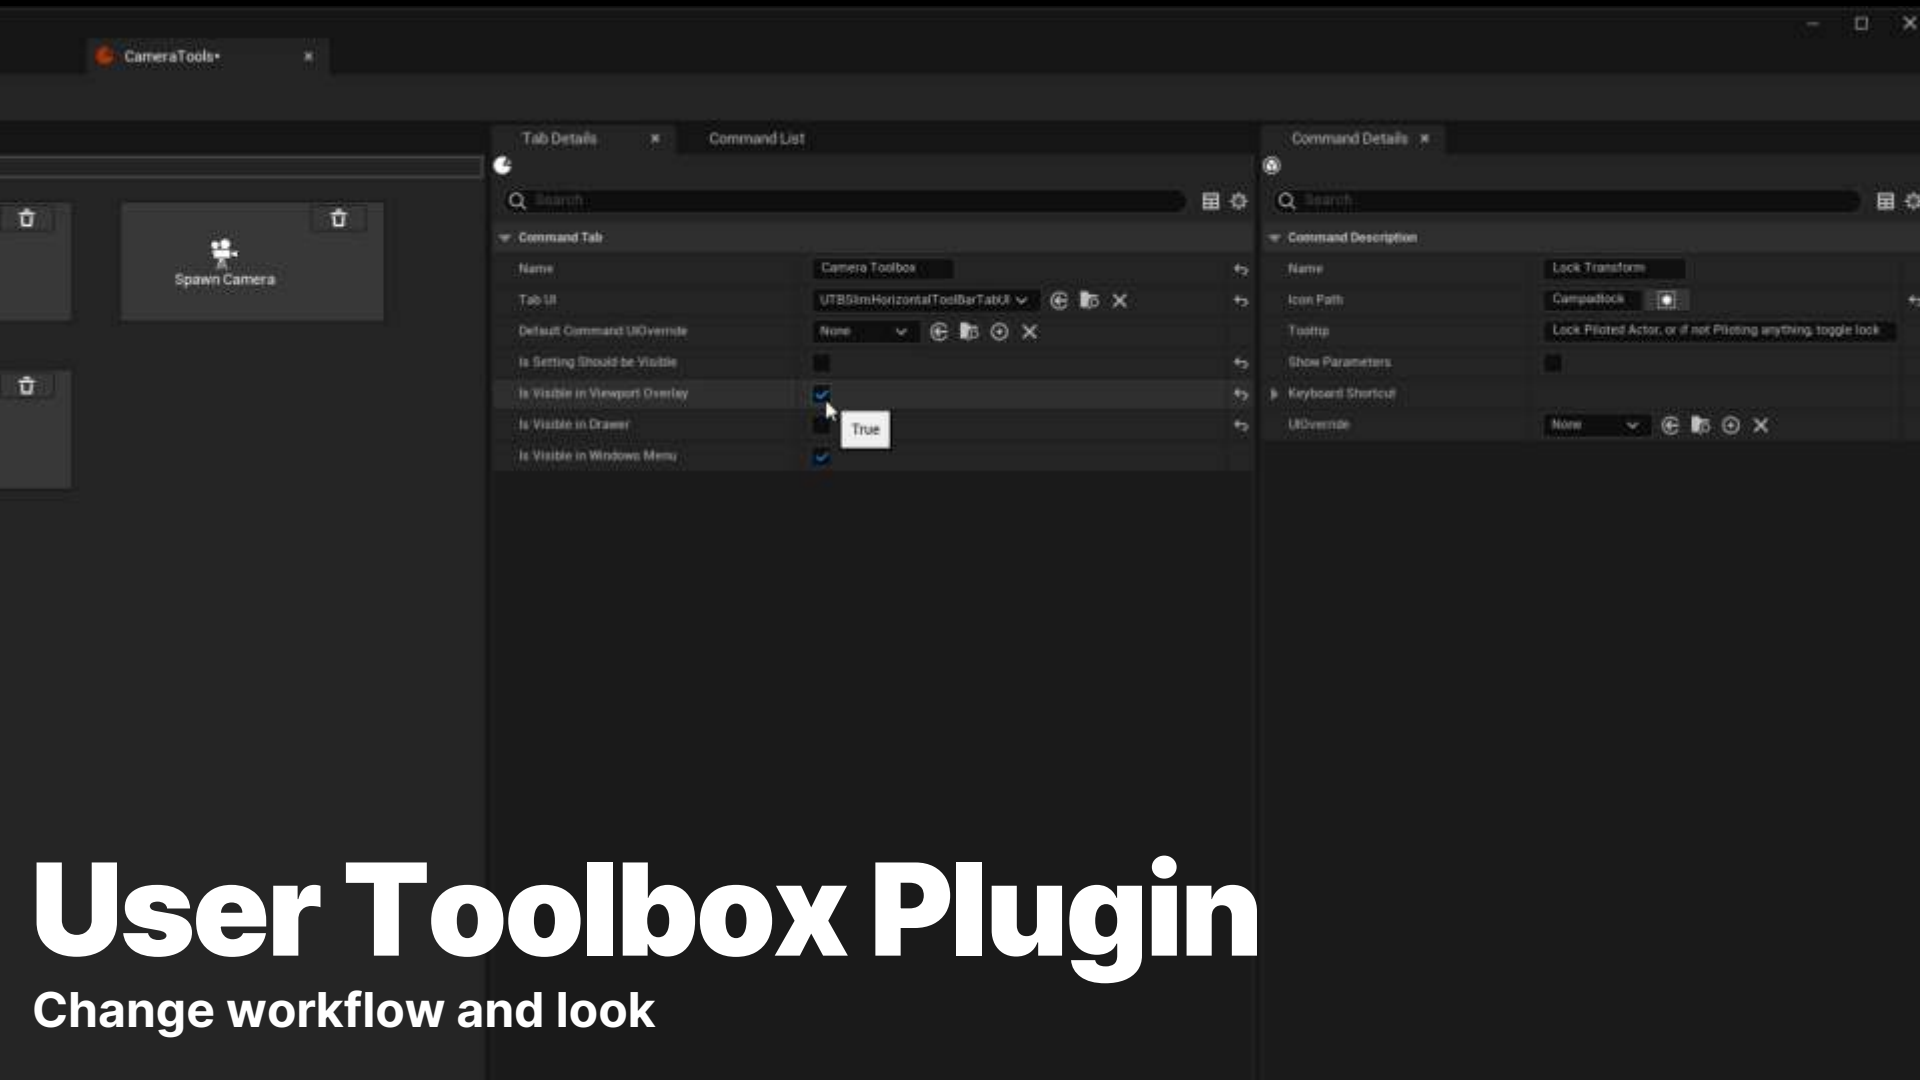 CameraTools•
Tab Details
Command List
Command Details
Search
Search
Spawn Camera
Command Tab
Name
Camera Toolbox
Tab UI
UTBSlimHorizontalToolBarTabUI
Default Command UIOverride
None
Is Setting Should be Visible
Is Visible in Viewport Overlay
Is Visible in Drawer
True
Is Visible in Windows Menu
Command Description
Name
Lock Transform
Icon Path
Campadlock
Tooltip
Lock Piloted Actor, or if not Piloting anything, toggle lock
Show Parameters
Keyboard Shortcut
UIOverride
None
User Toolbox Plugin
Change workflow and look